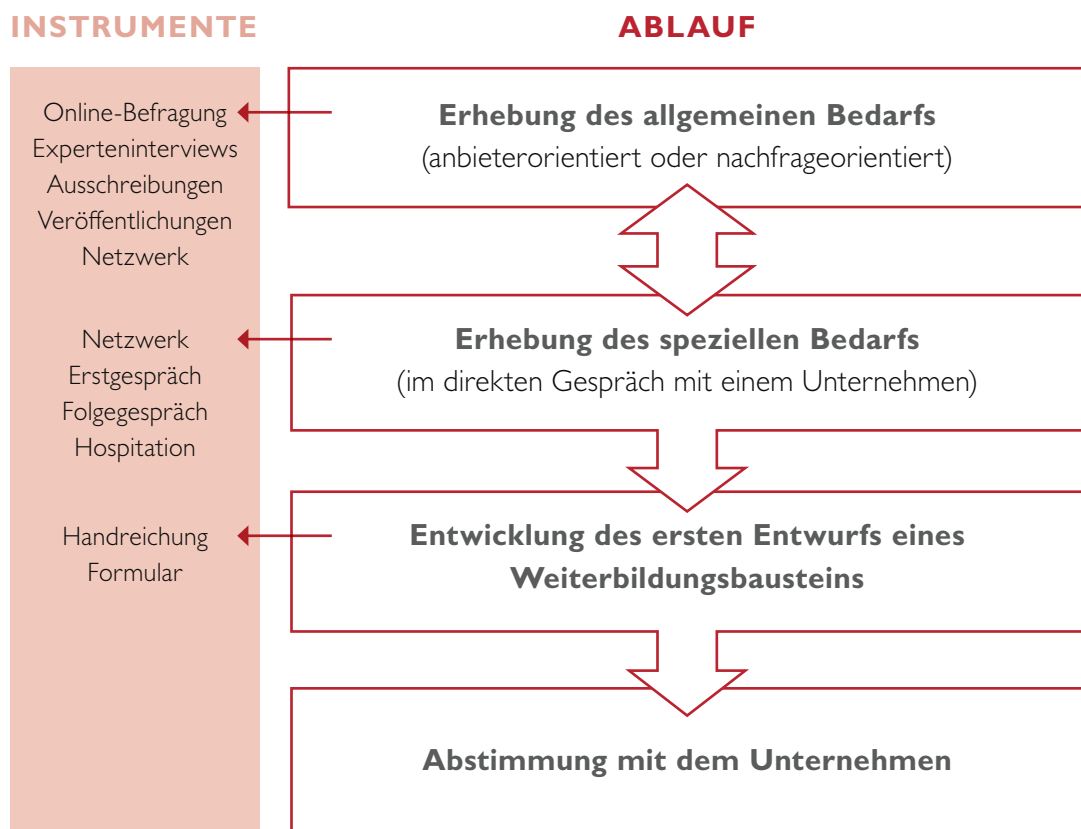 INSTRUMENTE
ABLAUF
Online-Befragung
Experteninterviews
Ausschreibungen
Veröffentlichungen
Netzwerk
Erhebung des allgemeinen Bedarfs
(anbieterorientiert oder nachfrageorientiert)
Netzwerk
Erstgespräch
Folgegespräch
Hospitation
Erhebung des speziellen Bedarfs
(im direkten Gespräch mit einem Unternehmen)
Handreichung
Formular
Entwicklung des ersten Entwurfs eines
Weiterbildungsbausteins
Abstimmung mit dem Unternehmen